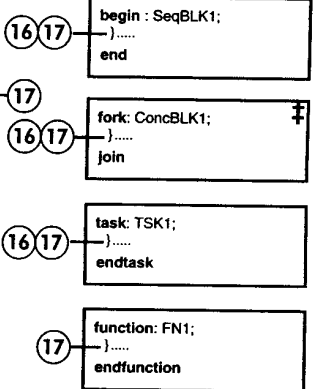 begin : SeqBLK1;
16 17 }.....
end
17
fork: ConcBLK1; ‡
16 17 }.....
join
task: TSK1;
16 17 }.....
endtask
function: FN1;
17 }.....
endfunction